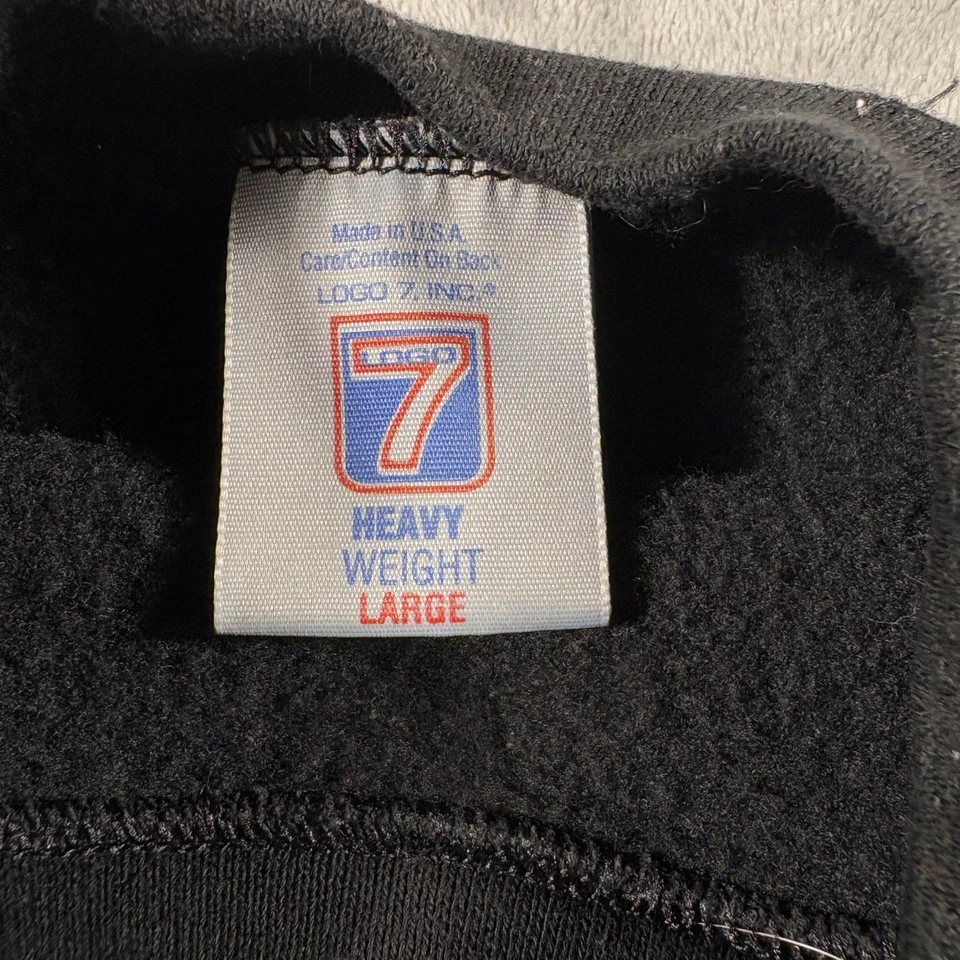 Made in U.S.A.
Care/Content On Back
LOGO 7, INC.®
LOGO
7
HEAVY
WEIGHT
LARGE